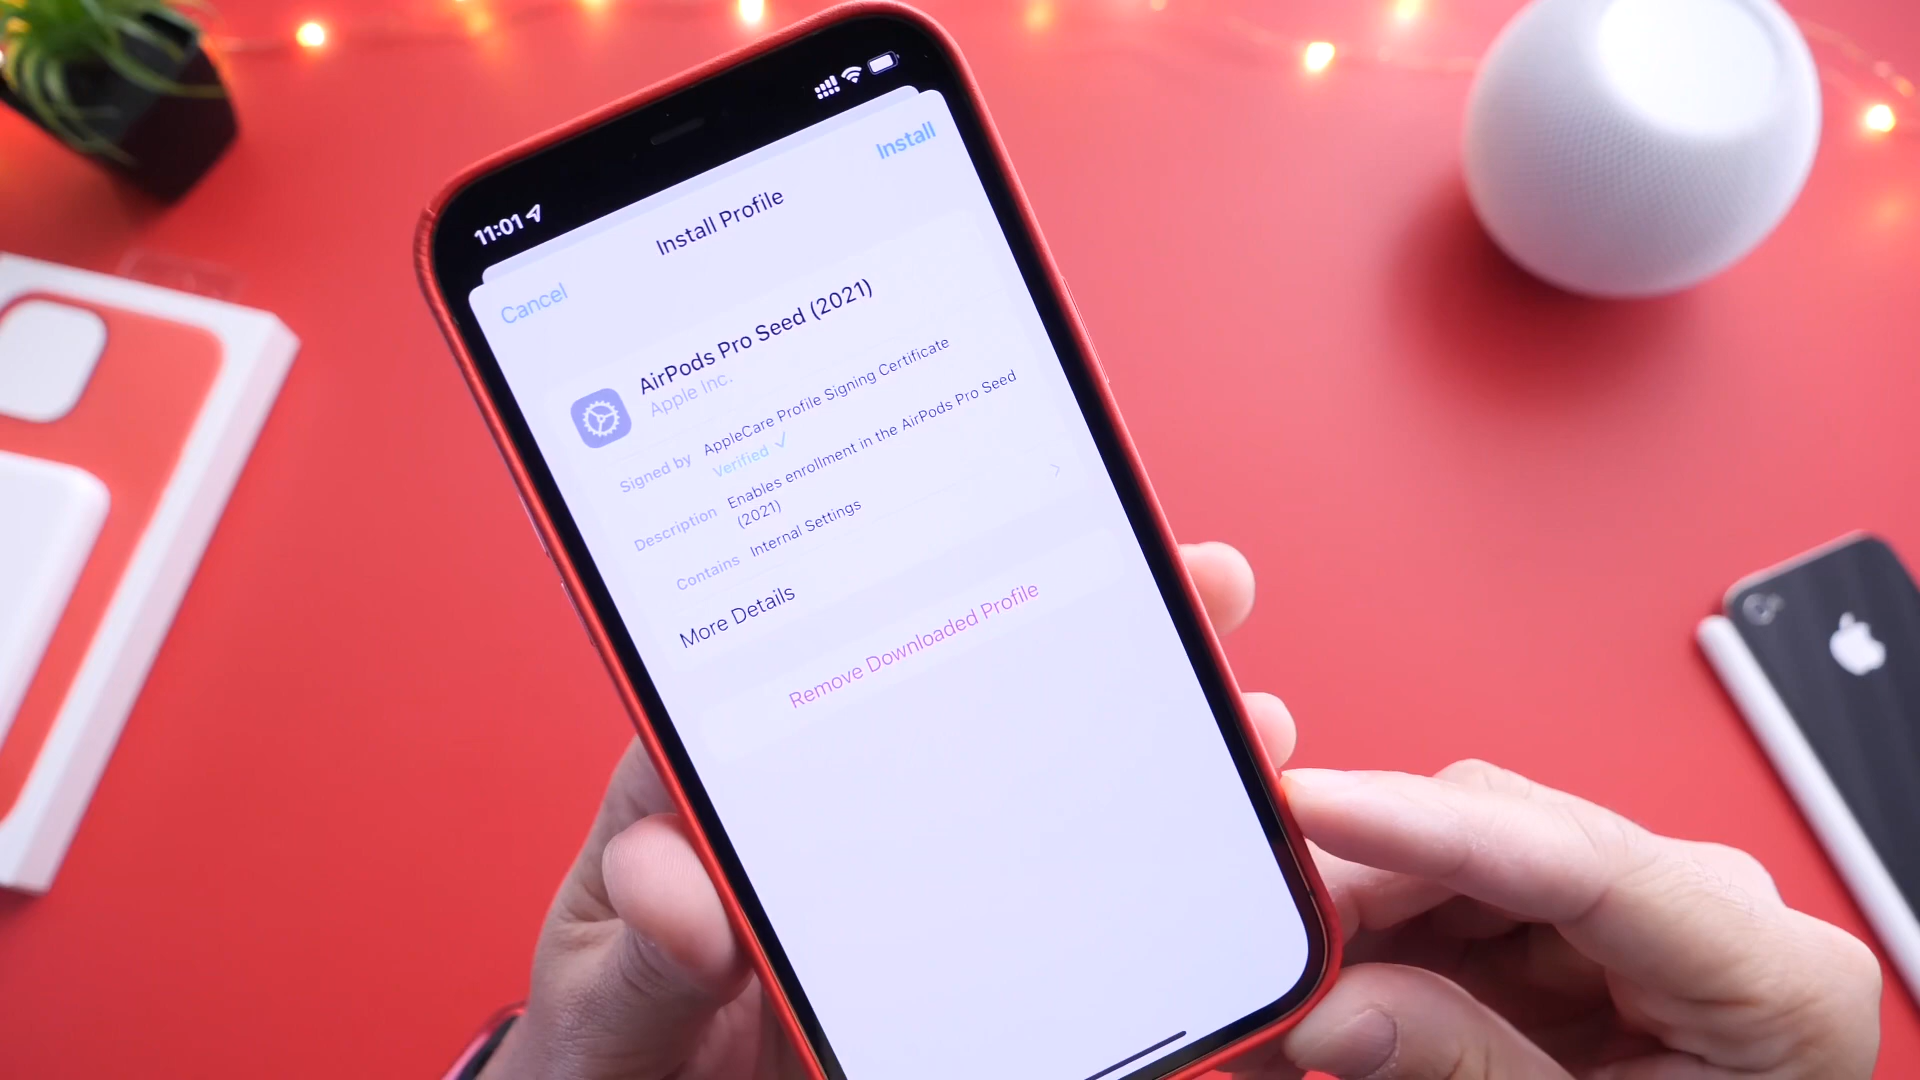 11:01
Cancel
Install Profile
Install
AirPods Pro Seed (2021)
Apple Inc.
Signed by
AppleCare Profile Signing Certificate
Verified ✓
Description
Enables enrollment in the AirPods Pro Seed
(2021)
Contains
Internal Settings
More Details
Remove Downloaded Profile